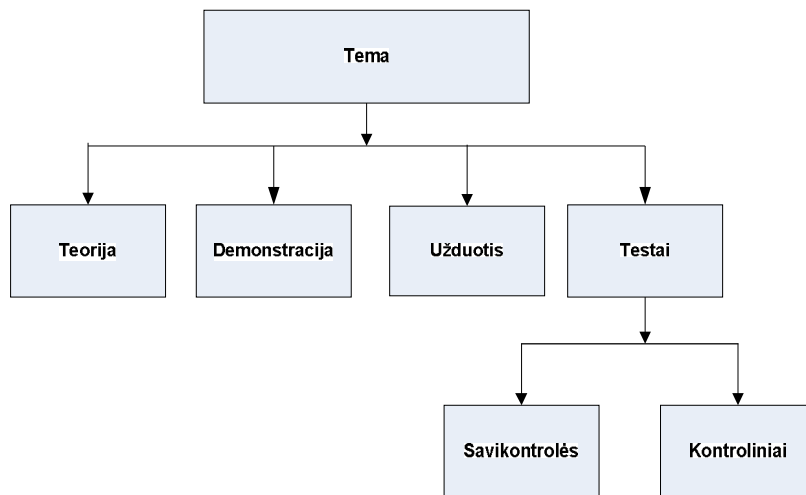 Tema
Teorija
Demonstracija
Užduotis
Testai
Savikontrolės
Kontroliniai